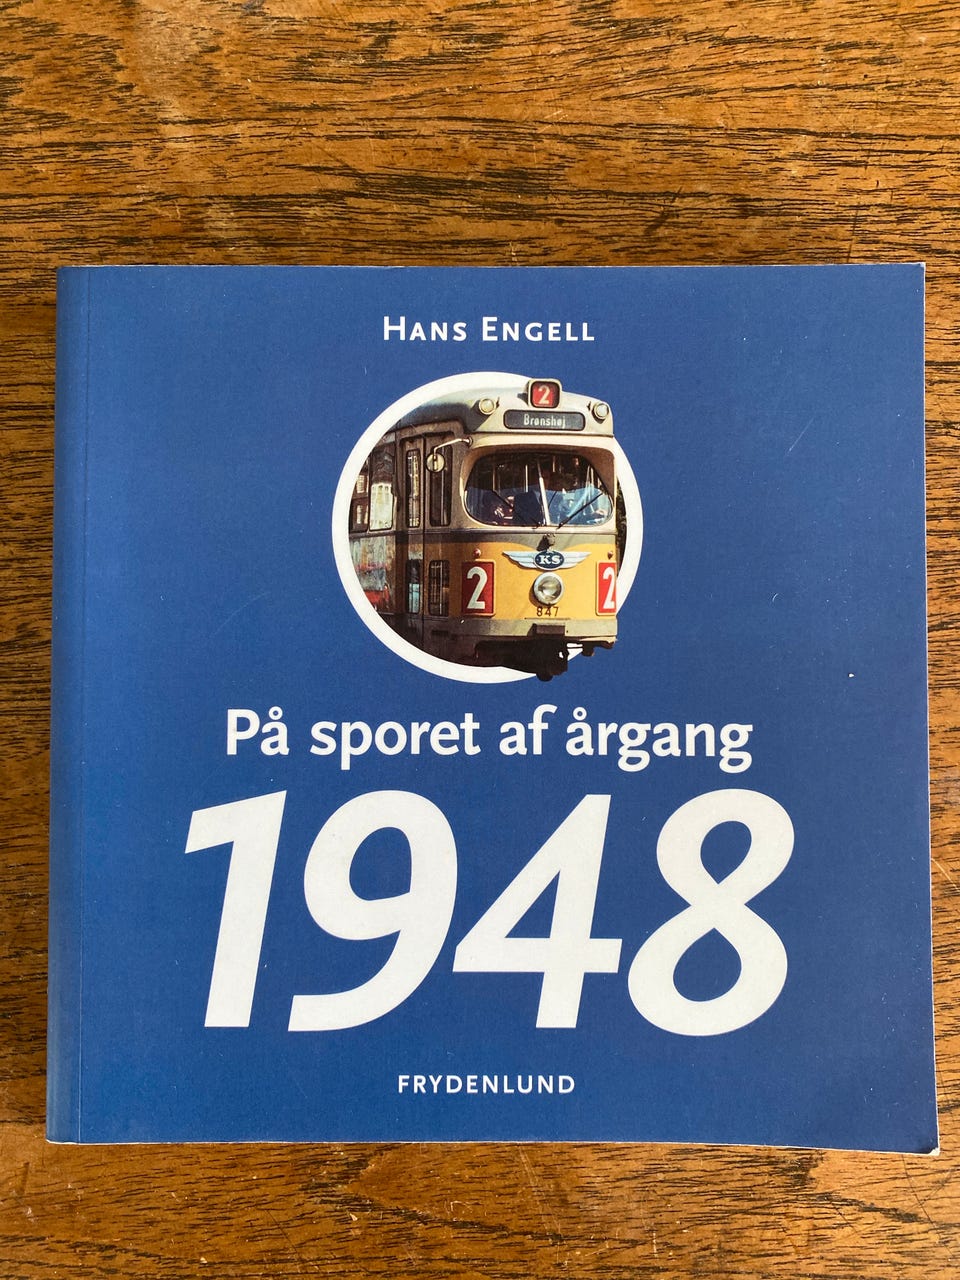 HANS ENGELL
2
Brønshøj
KS
2
2
847
På sporet af årgang
1948
FRYDENLUND